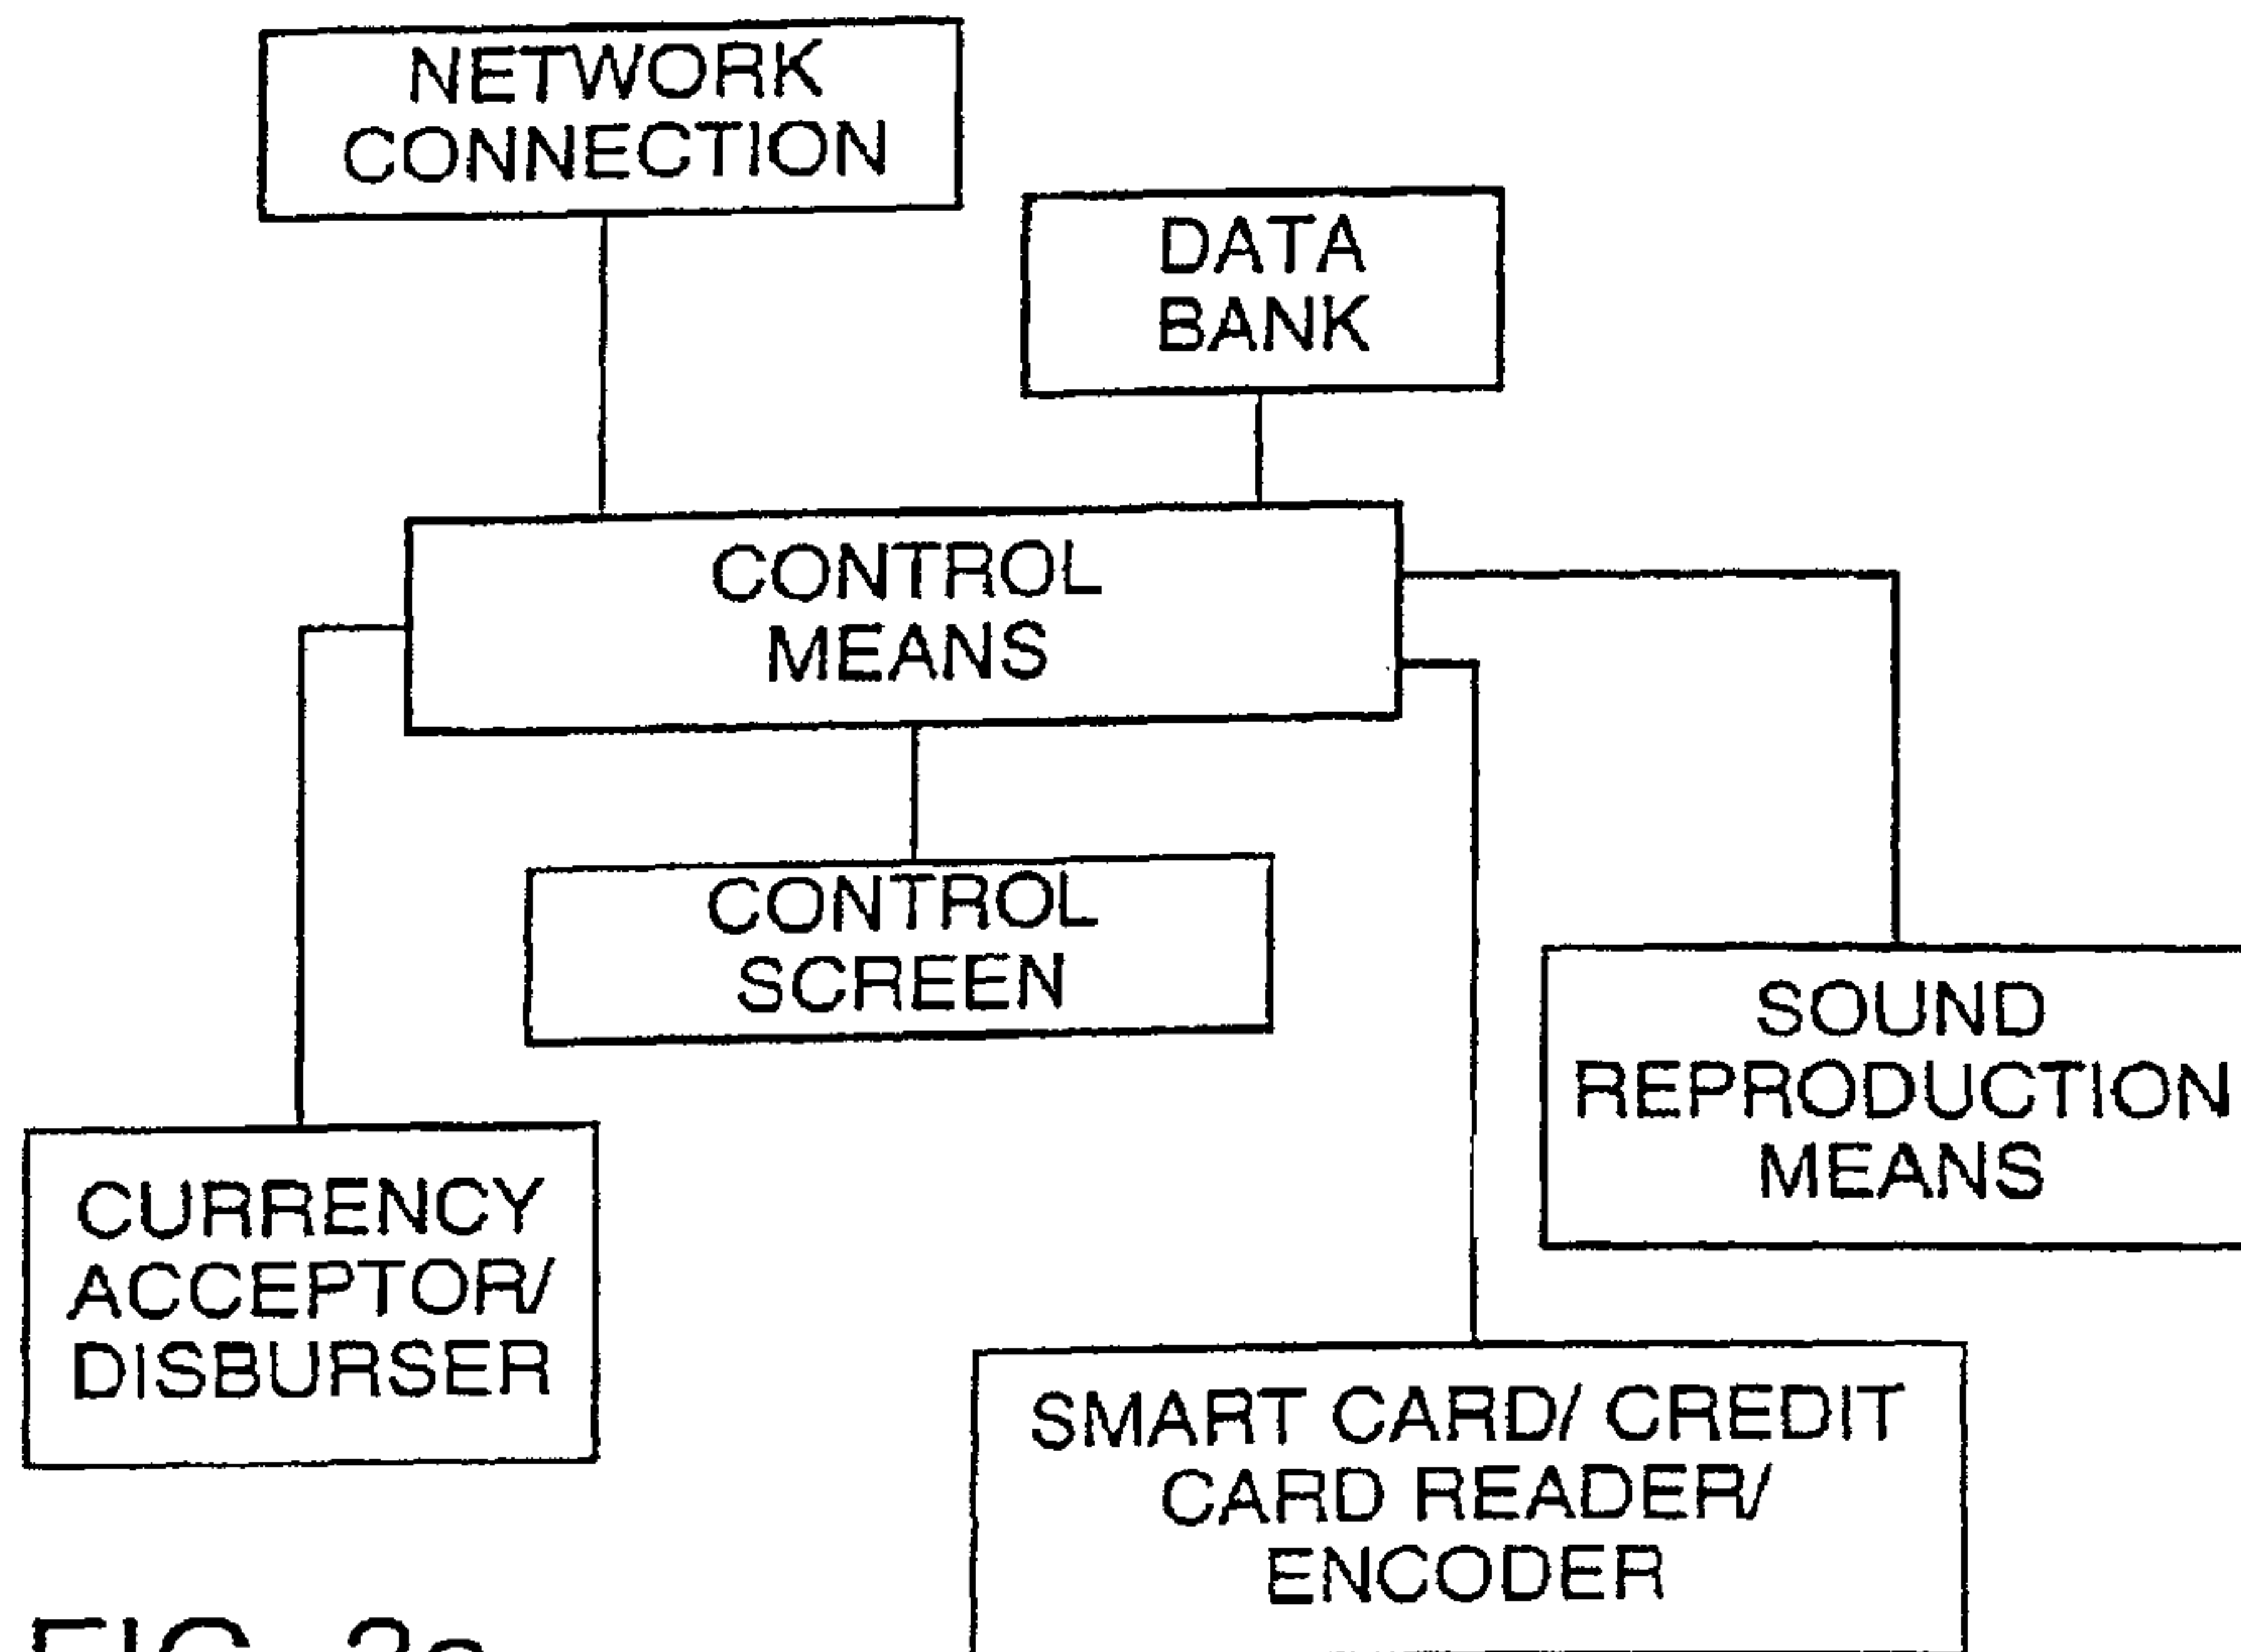 NETWORK
CONNECTION
DATA
BANK
CONTROL
MEANS
CONTROL
SCREEN
SOUND
REPRODUCTION
MEANS
CURRENCY
ACCEPTOR/
DISBURSER
SMART CARD/ CREDIT
CARD READER/
ENCODER